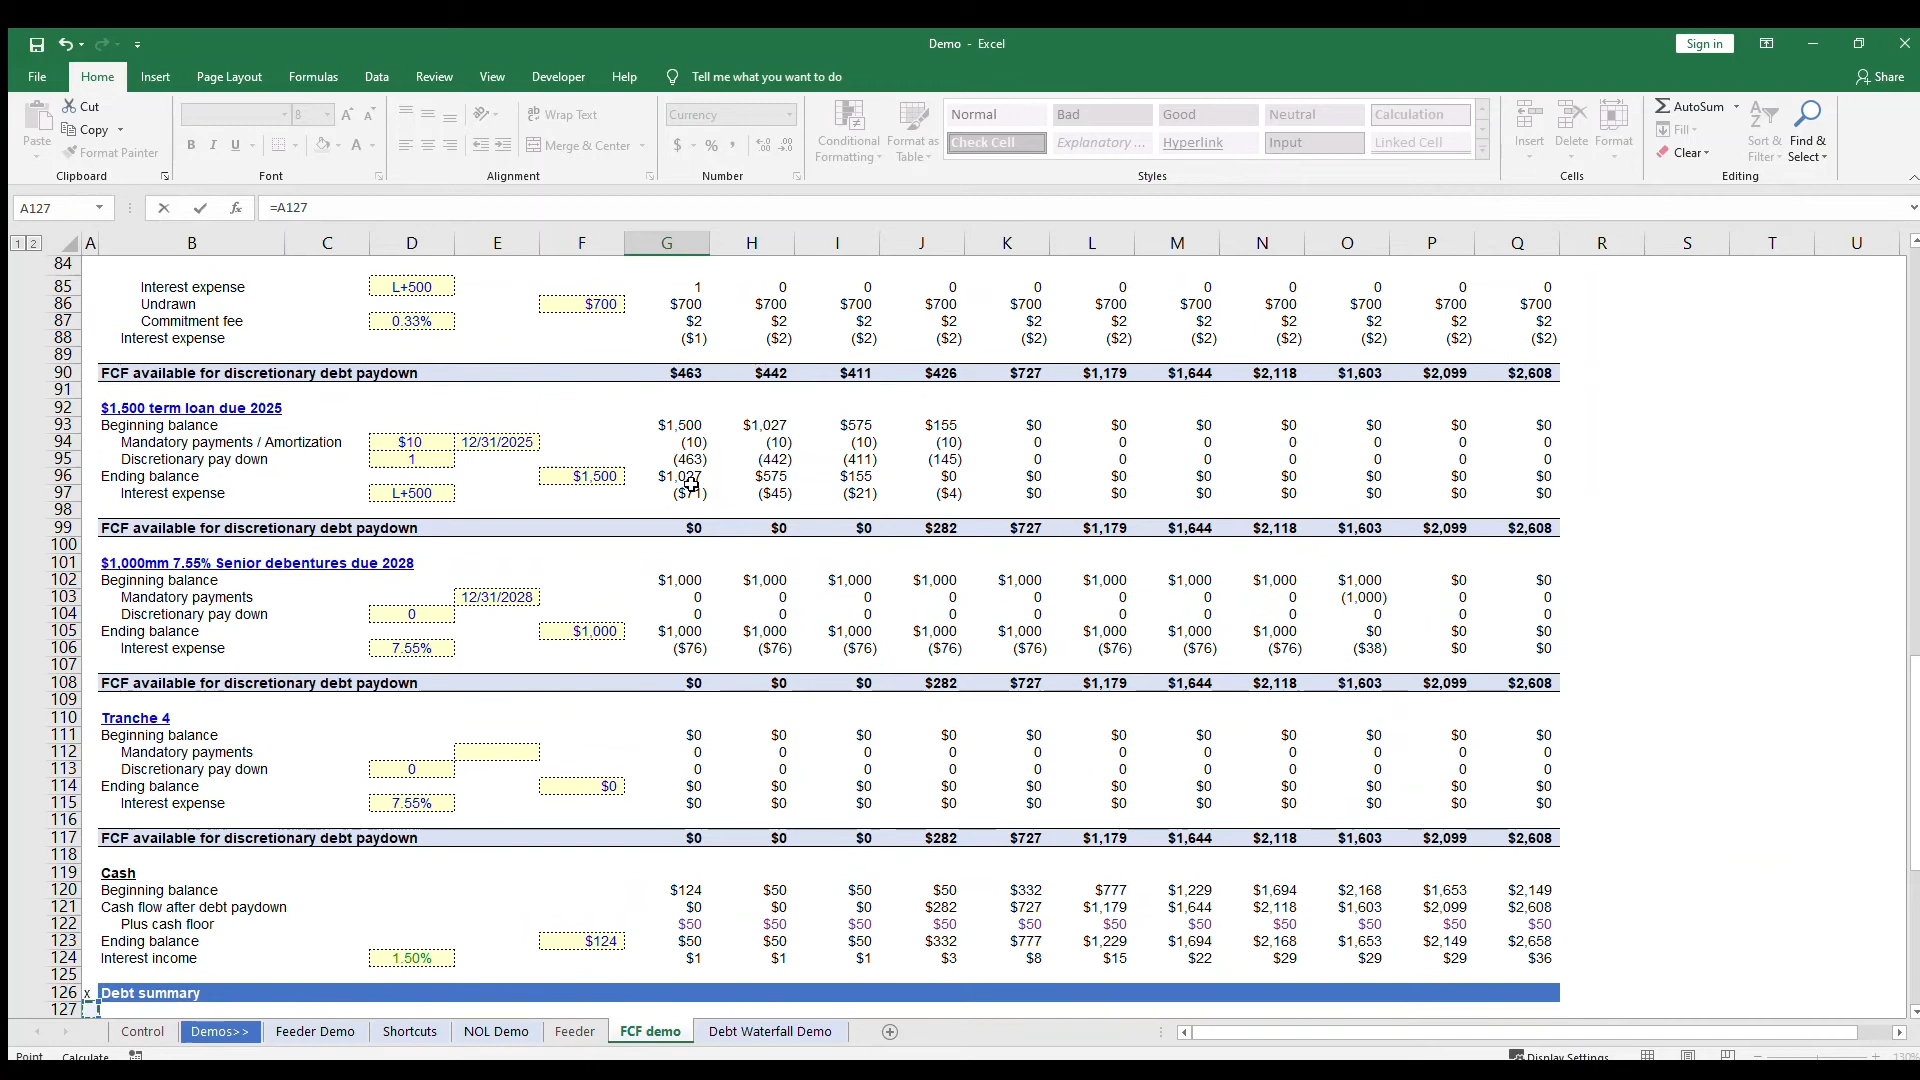 Demo - Excel
Sign in
File Home Insert Page Layout Formulas Data Review View Developer Help Tell me what you want to do Share
Paste Cut Copy Format Painter Clipboard
8 A A B I U A Font
Wrap Text Merge & Center Alignment
Currency $ % , Number
Conditional Formatting Format as Table
Normal Bad Good Neutral Calculation
Check Cell Explanatory ... Hyperlink Input Linked Cell
Styles
Insert Delete Format Cells
AutoSum Fill Clear Sort & Filter Find & Select Editing
A127 fx =A127
1 2 A B C D E F G H I J K L M N O P Q R S T U
84
85 Interest expense L+500 1 0 0 0 0 0 0 0 0 0 0
86 Undrawn $700 $700 $700 $700 $700 $700 $700 $700 $700 $700 $700 $700
87 Commitment fee 0.33% $2 $2 $2 $2 $2 $2 $2 $2 $2 $2 $2
88 Interest expense ($1) ($2) ($2) ($2) ($2) ($2) ($2) ($2) ($2) ($2) ($2)
89
90 FCF available for discretionary debt paydown $463 $442 $411 $426 $727 $1,179 $1,644 $2,118 $1,603 $2,099 $2,608
91
92 $1,500 term loan due 2025
93 Beginning balance $1,500 $1,027 $575 $155 $0 $0 $0 $0 $0 $0 $0
94 Mandatory payments / Amortization $10 12/31/2025 (10) (10) (10) (10) 0 0 0 0 0 0 0
95 Discretionary pay down 1 (463) (442) (411) (145) 0 0 0 0 0 0 0
96 Ending balance $1,500 $1,027 $575 $155 $0 $0 $0 $0 $0 $0 $0 $0
97 Interest expense L+500 ($71) ($45) ($21) ($4) $0 $0 $0 $0 $0 $0 $0
98
99 FCF available for discretionary debt paydown $0 $0 $0 $282 $727 $1,179 $1,644 $2,118 $1,603 $2,099 $2,608
100
101 $1,000mm 7.55% Senior debentures due 2028
102 Beginning balance $1,000 $1,000 $1,000 $1,000 $1,000 $1,000 $1,000 $1,000 $1,000 $0 $0
103 Mandatory payments 12/31/2028 0 0 0 0 0 0 0 0 (1,000) 0 0
104 Discretionary pay down 0 0 0 0 0 0 0 0 0 0 0 0
105 Ending balance $1,000 $1,000 $1,000 $1,000 $1,000 $1,000 $1,000 $1,000 $1,000 $0 $0 $0
106 Interest expense 7.55% ($76) ($76) ($76) ($76) ($76) ($76) ($76) ($76) ($38) $0 $0
107
108 FCF available for discretionary debt paydown $0 $0 $0 $282 $727 $1,179 $1,644 $2,118 $1,603 $2,099 $2,608
109
110 Tranche 4
111 Beginning balance $0 $0 $0 $0 $0 $0 $0 $0 $0 $0 $0
112 Mandatory payments 0 0 0 0 0 0 0 0 0 0 0
113 Discretionary pay down 0 0 0 0 0 0 0 0 0 0 0 0
114 Ending balance $0 $0 $0 $0 $0 $0 $0 $0 $0 $0 $0 $0
115 Interest expense 7.55% $0 $0 $0 $0 $0 $0 $0 $0 $0 $0 $0
116
117 FCF available for discretionary debt paydown $0 $0 $0 $282 $727 $1,179 $1,644 $2,118 $1,603 $2,099 $2,608
118
119 Cash
120 Beginning balance $124 $50 $50 $50 $332 $777 $1,229 $1,694 $2,168 $1,653 $2,149
121 Cash flow after debt paydown $0 $0 $0 $282 $727 $1,179 $1,644 $2,118 $1,603 $2,099 $2,608
122 Plus cash floor $50 $50 $50 $50 $50 $50 $50 $50 $50 $50 $50
123 Ending balance $124 $50 $50 $50 $332 $777 $1,229 $1,694 $2,168 $1,653 $2,149 $2,658
124 Interest income 1.50% $1 $1 $1 $3 $8 $15 $22 $29 $29 $29 $36
125
126 x Debt summary
127
Control Demos>> Feeder Demo Shortcuts NOL Demo Feeder FCF demo Debt Waterfall Demo
Point Calculate Display Settings 130%